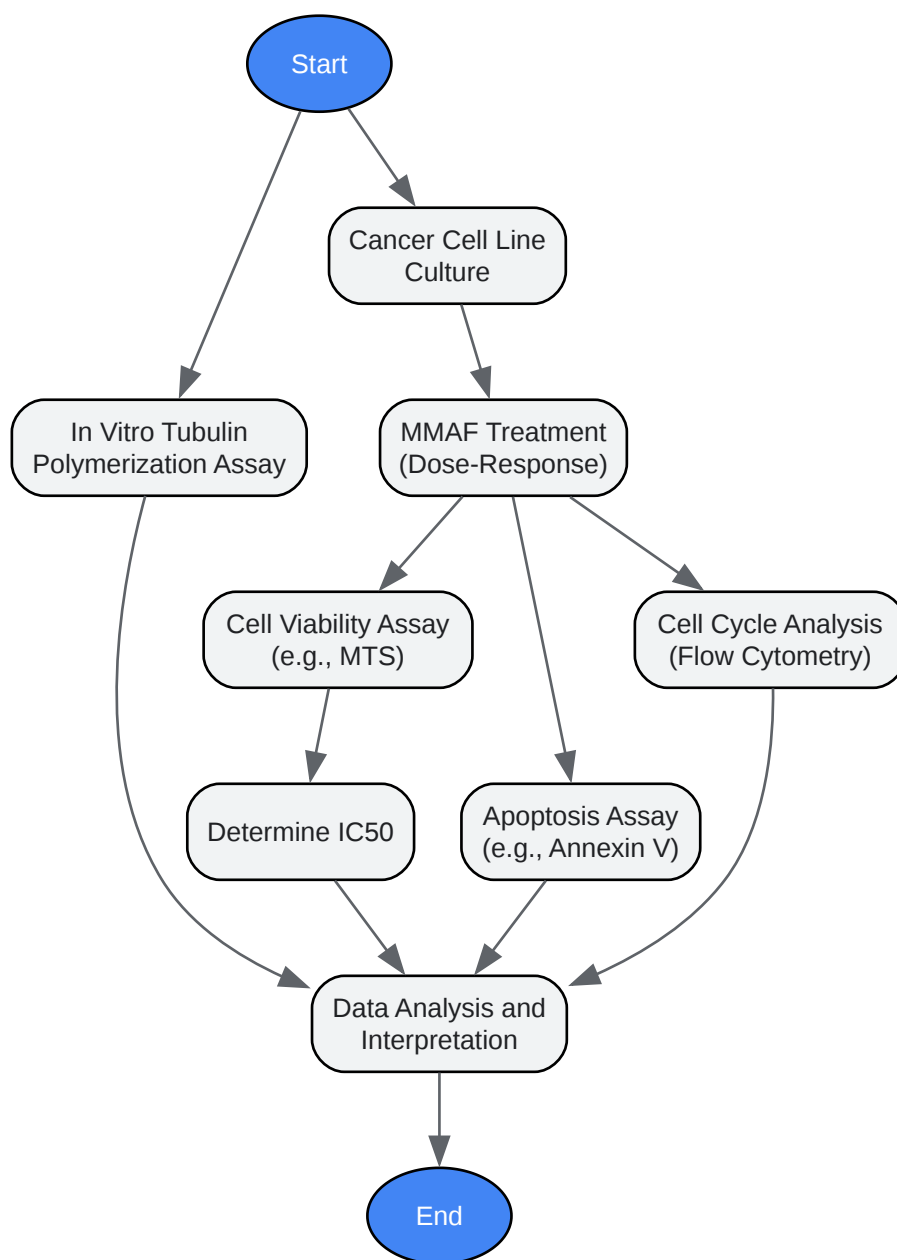 Start
Cancer Cell Line
Culture
In Vitro Tubulin
Polymerization Assay
MMAF Treatment
(Dose-Response)
Cell Viability Assay
(e.g., MTS)
Cell Cycle Analysis
(Flow Cytometry)
Determine IC50
Apoptosis Assay
(e.g., Annexin V)
Data Analysis and
Interpretation
End